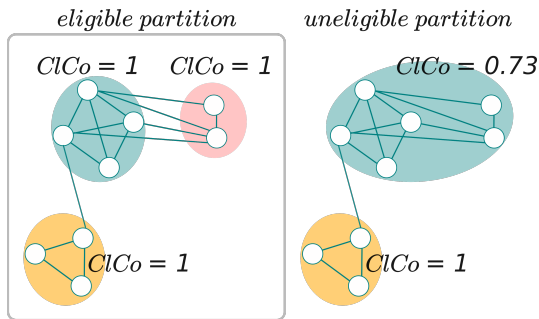 eligible partition
uneligible partition
ClCo = 1
ClCo = 1
ClCo = 0.73
ClCo = 1
ClCo = 1